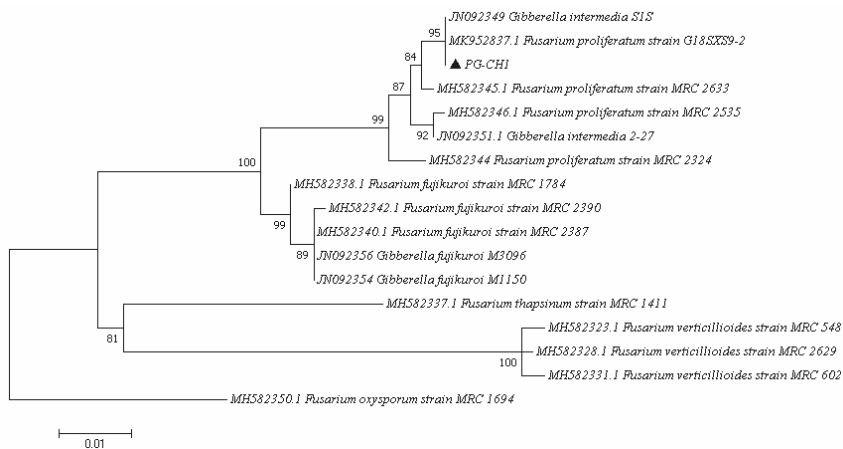 JN092349 Gibberella intermedia S1S
95
MK952837.1 Fusarium proliferatum strain G18SXS9-2
84
▲ PG-CH1
87
MH582345.1 Fusarium proliferatum strain MRC 2633
MH582346.1 Fusarium proliferatum strain MRC 2535
99
92
JN092351.1 Gibberella intermedia 2-27
100
MH582344 Fusarium proliferatum strain MRC 2324
MH582338.1 Fusarium fujikuroi strain MRC 1784
MH582342.1 Fusarium fujikuroi strain MRC 2390
99
MH582340.1 Fusarium fujikuroi strain MRC 2387
89
JN092356 Gibberella fujikuroi M3096
JN092354 Gibberella fujikuroi M1150
MH582337.1 Fusarium thapsinum strain MRC 1411
81
MH582323.1 Fusarium verticillioides strain MRC 548
MH582328.1 Fusarium verticillioides strain MRC 2629
100
MH582331.1 Fusarium verticillioides strain MRC 602
MH582350.1 Fusarium oxysporum strain MRC 1694
0.01